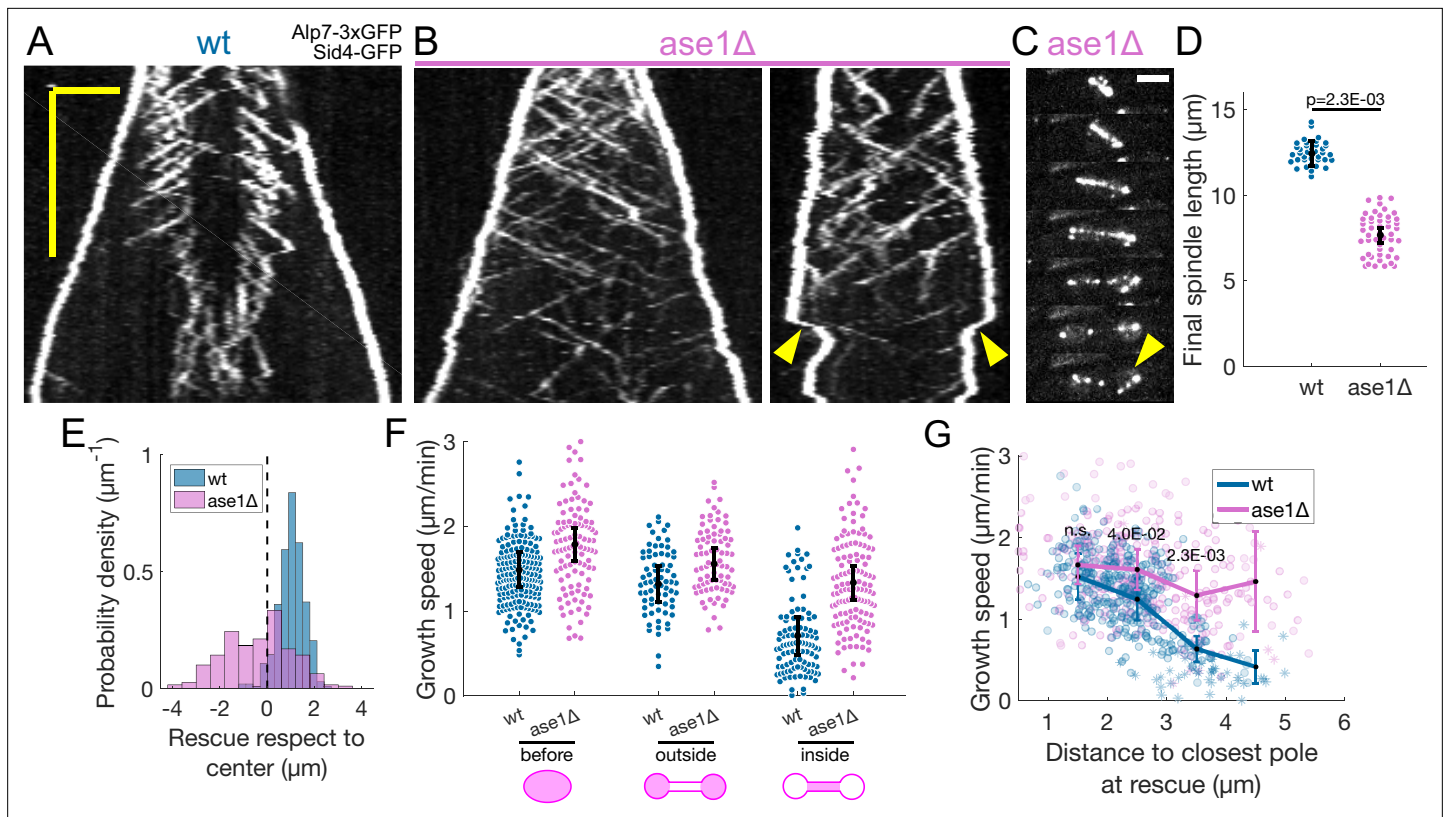 A
wt
Alp7-3xGFP
Sid4-GFP
B
ase1Δ
C
ase1Δ
D
Final spindle length (μm)
15
10
5
0
p=2.3E-03
wt
ase1Δ
E
Probability density (μm⁻¹)
1
0.5
0
wt
ase1Δ
-4
-2
0
2
4
Rescue respect to
center (μm)
F
Growth speed (μm/min)
3
2
1
0
wt
ase1Δ
before
wt
ase1Δ
outside
wt
ase1Δ
inside
G
Growth speed (μm/min)
3
2
1
0
n.s.
4.0E-02
2.3E-03
wt
ase1Δ
1
2
3
4
5
6
Distance to closest pole
at rescue (μm)